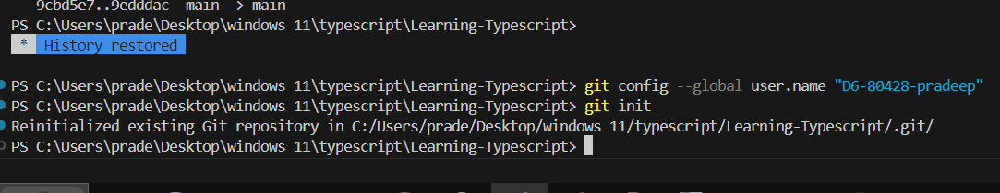 9cbd5e7..9edddac  main -> main
PS C:\Users\prade\Desktop\windows 11\typescript\Learning-Typescript>
* History restored
PS C:\Users\prade\Desktop\windows 11\typescript\Learning-Typescript> git config --global user.name "D6-80428-pradeep"
PS C:\Users\prade\Desktop\windows 11\typescript\Learning-Typescript> git init
Reinitialized existing Git repository in C:/Users/prade/Desktop/windows 11/typescript/Learning-Typescript/.git/
PS C:\Users\prade\Desktop\windows 11\typescript\Learning-Typescript>